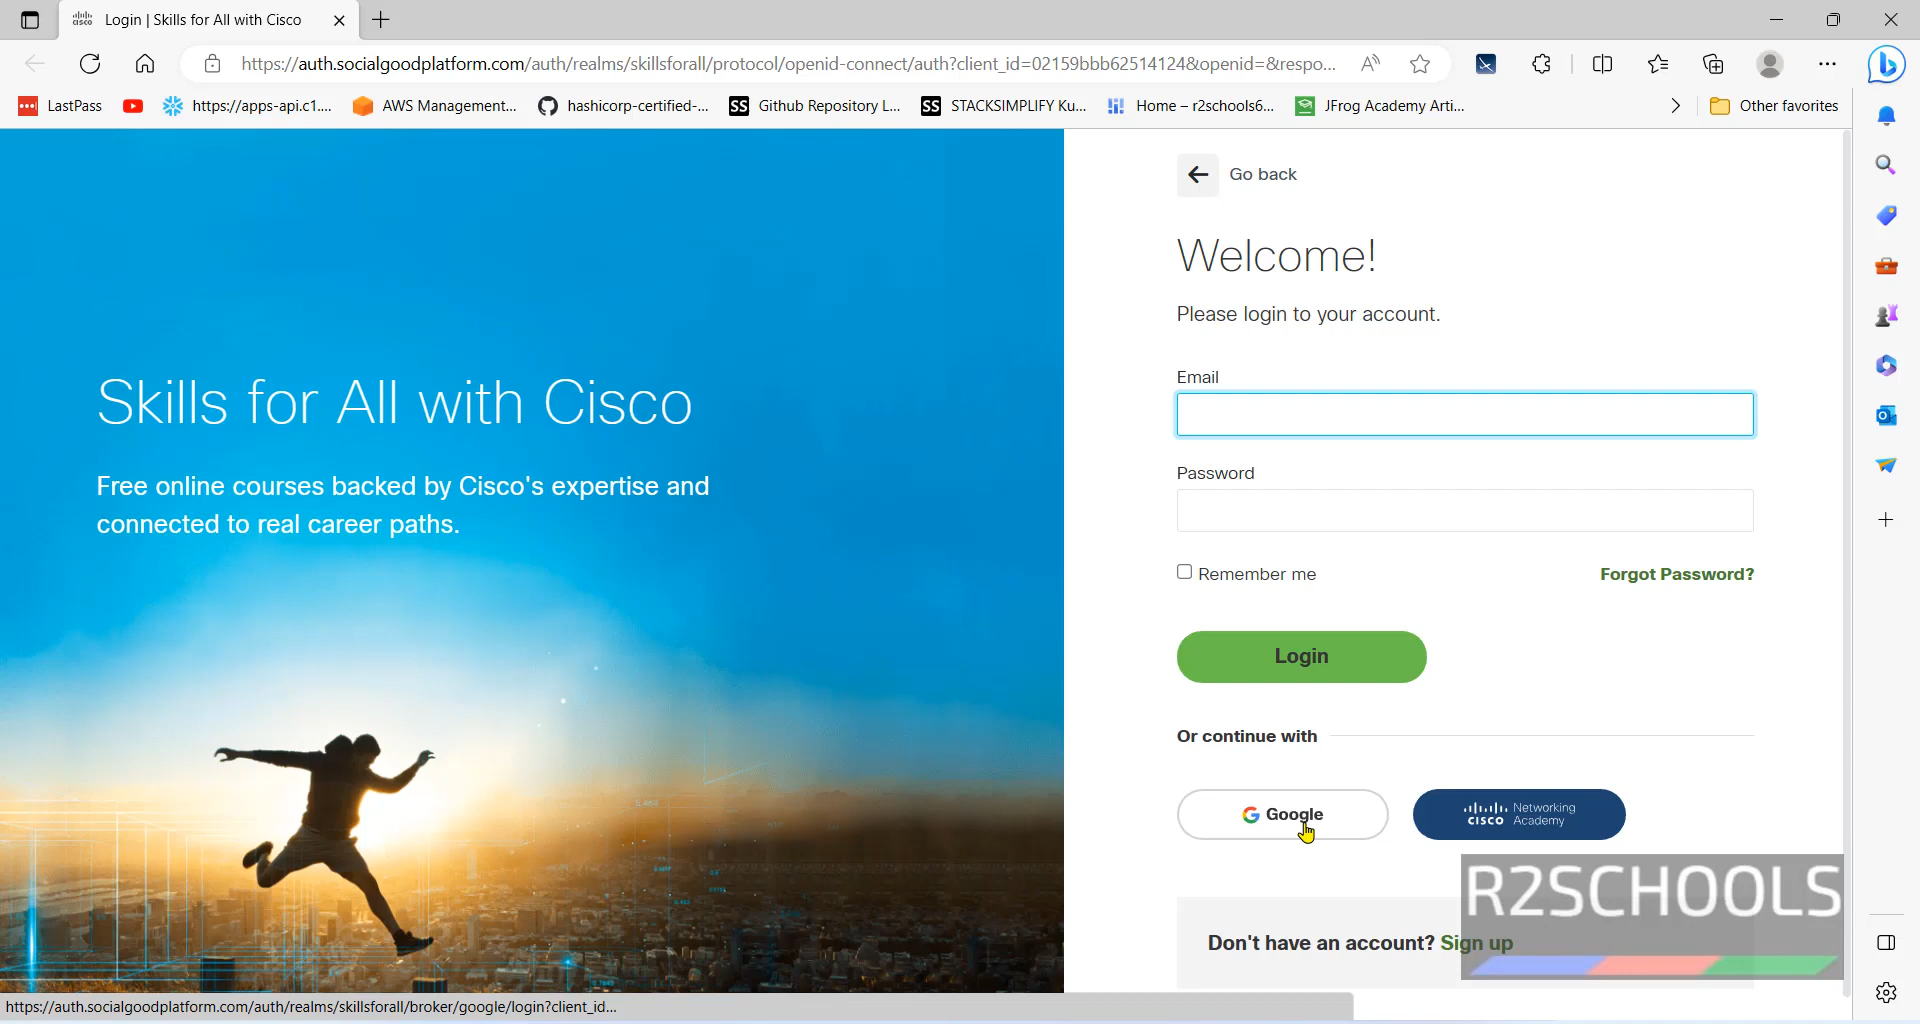 Login | Skills for All with Cisco
https://auth.socialgoodplatform.com/auth/realms/skillsforall/protocol/openid-connect/auth?client_id=02159bbb62514124&openid=&respo...
LastPass
https://apps-api.c1....
AWS Management...
hashicorp-certified-...
Github Repository L...
STACKSIMPLIFY Ku...
Home – r2schools6...
JFrog Academy Arti...
Other favorites
Go back
Welcome!
Please login to your account.
Email
Password
Remember me
Forgot Password?
Login
Or continue with
Google
CISCO Networking
Academy
Don't have an account? Sign up
Skills for All with Cisco
Free online courses backed by Cisco's expertise and
connected to real career paths.
R2SCHOOLS
https://auth.socialgoodplatform.com/auth/realms/skillsforall/broker/google/login?client_id...